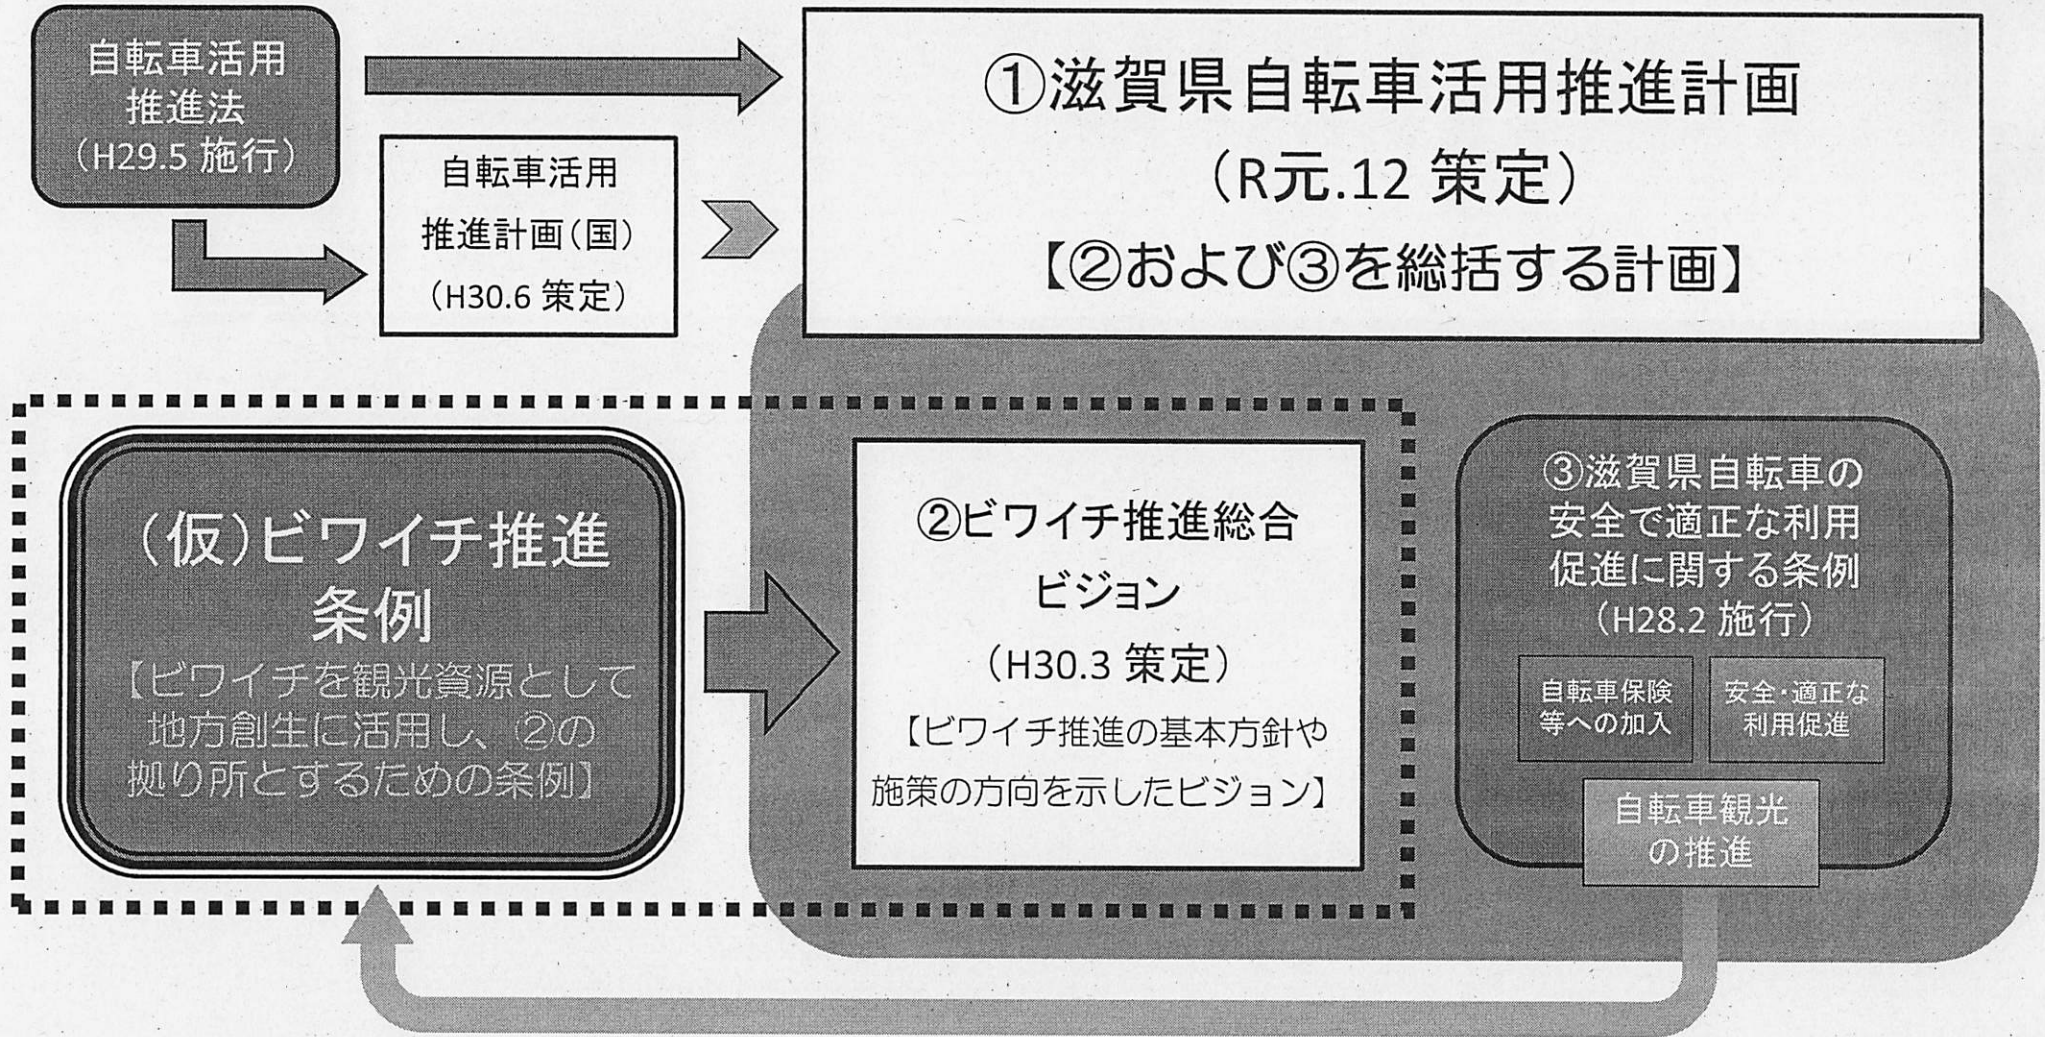 自転車活用
推進法
(H29.5 施行)
自転車活用
推進計画(国)
(H30.6 策定)
①滋賀県自転車活用推進計画
(R元.12 策定)
【②および③を総括する計画】
(仮)ビワイチ推進
条例
【ビワイチを観光資源として
地方創生に活用し、②の
拠り所とするための条例】
②ビワイチ推進総合
ビジョン
(H30.3 策定)
【ビワイチ推進の基本方針や
施策の方向を示したビジョン】
③滋賀県自転車の
安全で適正な利用
促進に関する条例
(H28.2 施行)
自転車保険
等への加入
安全・適正な
利用促進
自転車観光
の推進